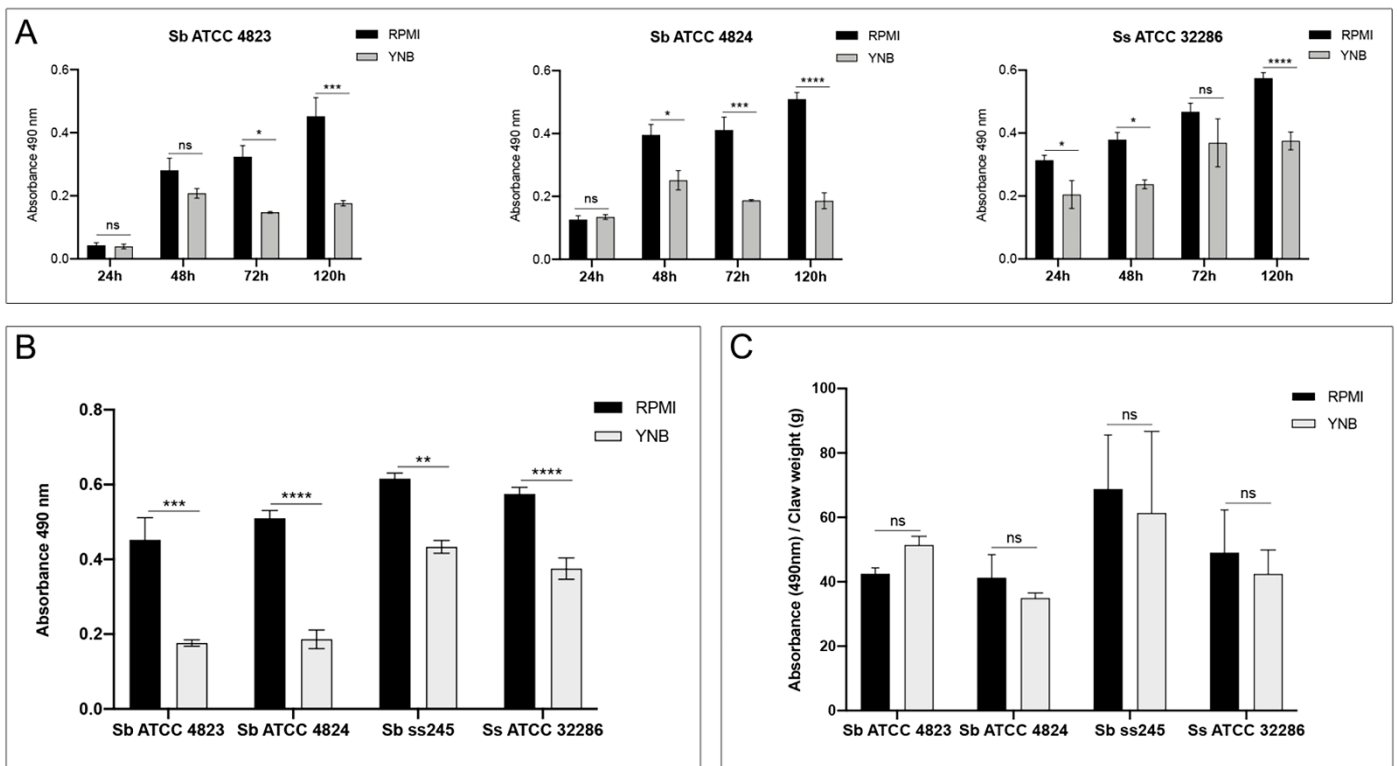 A
Sb ATCC 4823
RPMI
YNB
Absorbance 490 nm
0.6
0.4
0.2
0.0
ns
ns
*
***
24h
48h
72h
120h
Sb ATCC 4824
RPMI
YNB
Absorbance 490 nm
0.6
0.4
0.2
0.0
ns
*
***
****
24h
48h
72h
120h
Ss ATCC 32286
RPMI
YNB
Absorbance 490 nm
0.6
0.4
0.2
0.0
*
*
ns
****
24h
48h
72h
120h
B
RPMI
YNB
Absorbance 490 nm
0.8
0.6
0.4
0.2
0.0
***
****
**
****
Sb ATCC 4823
Sb ATCC 4824
Sb ss245
Ss ATCC 32286
C
RPMI
YNB
Absorbance (490nm) / Claw weight (g)
100
80
60
40
20
0
ns
ns
ns
ns
Sb ATCC 4823
Sb ATCC 4824
Sb ss245
Ss ATCC 32286